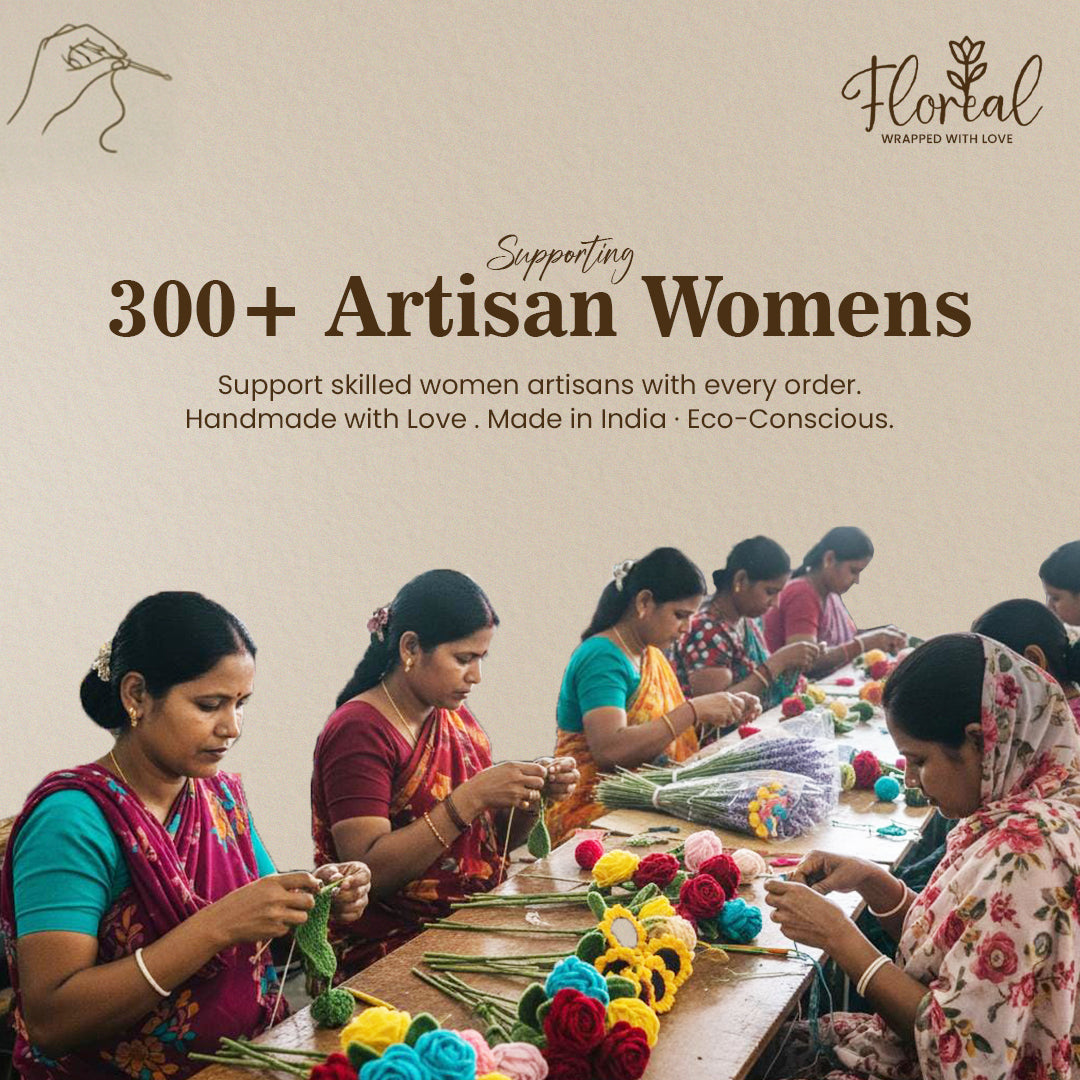 Floreal
WRAPPED WITH LOVE
Supporting
300+ Artisan Womens
Support skilled women artisans with every order.
Handmade with Love . Made in India · Eco-Conscious.